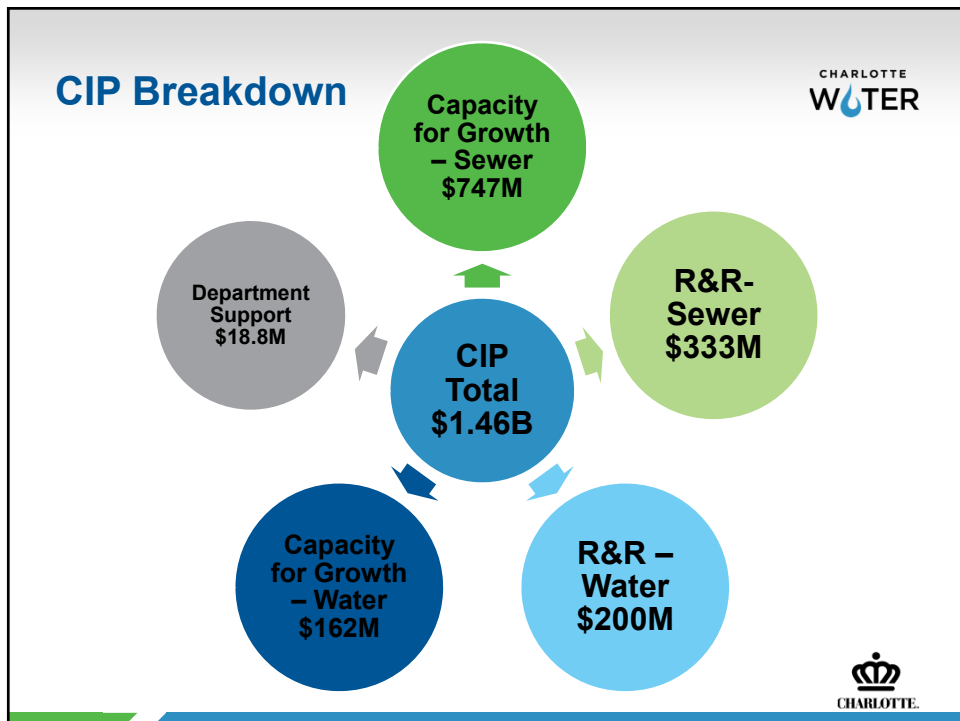 CIP Breakdown
CHARLOTTE
WATER
Capacity
for Growth
– Sewer
$747M
Department
Support
$18.8M
R&R-
Sewer
$333M
CIP
Total
$1.46B
Capacity
for Growth
– Water
$162M
R&R –
Water
$200M
CHARLOTTE.